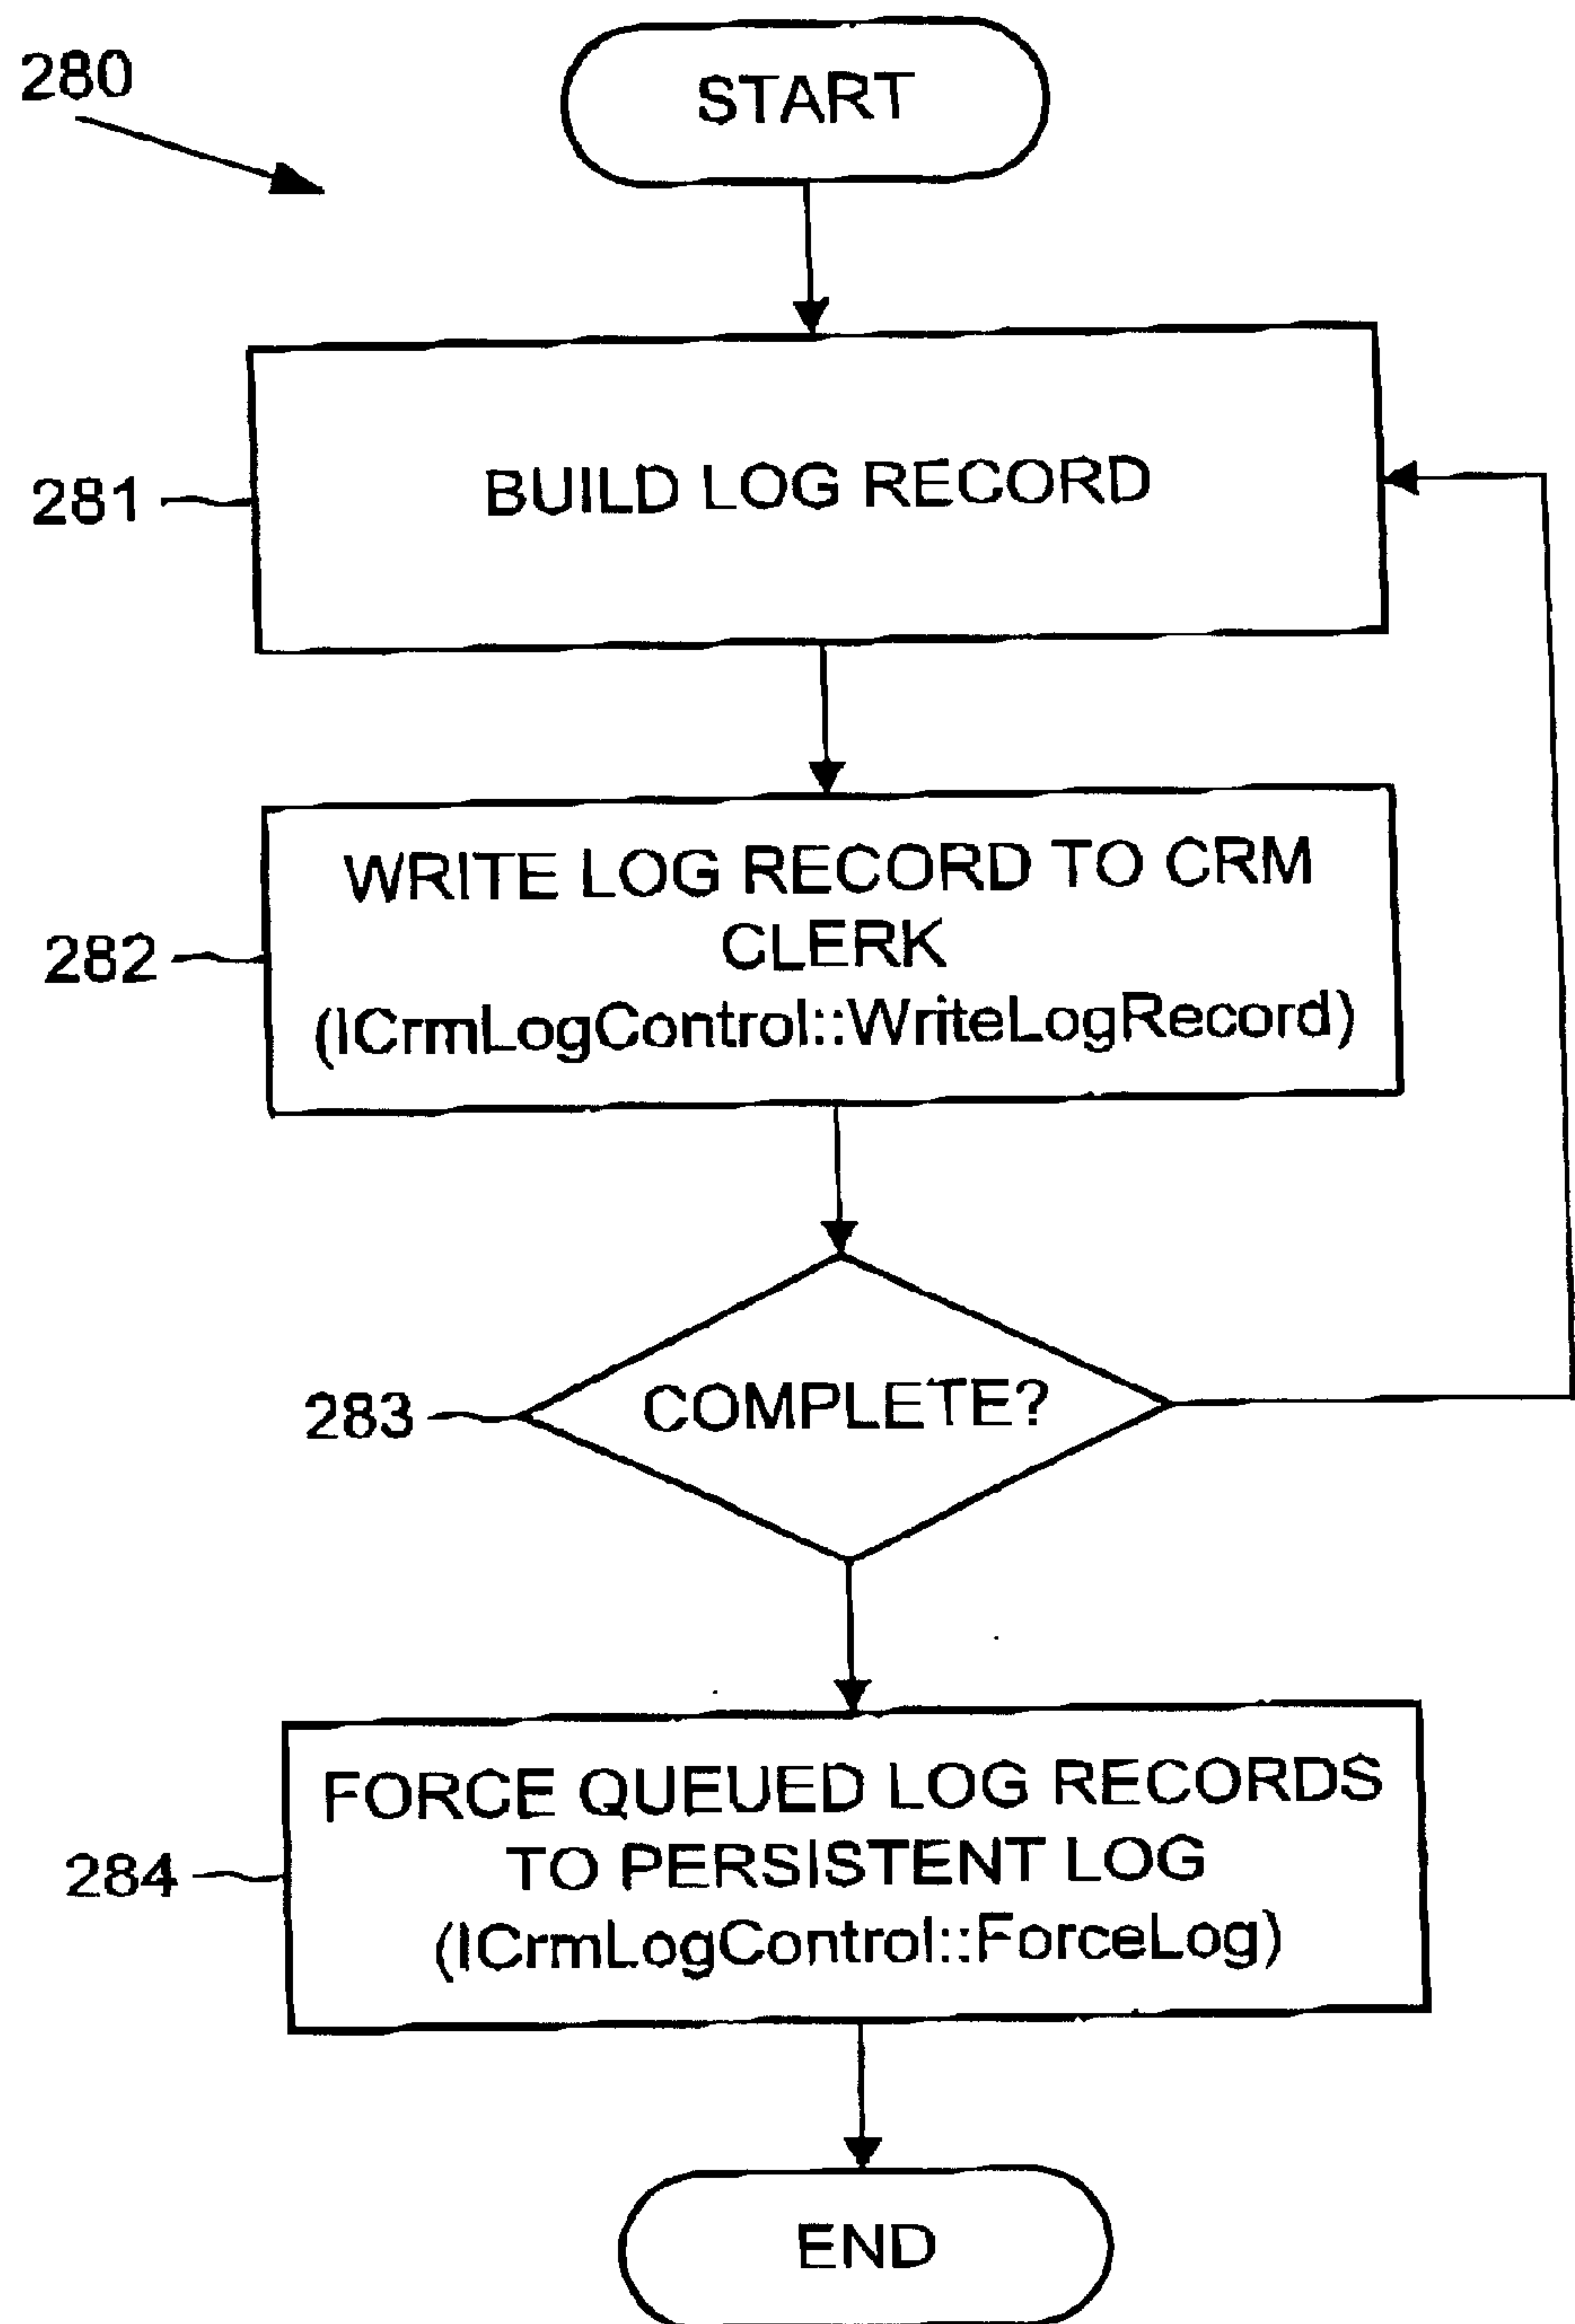 280
START
281
BUILD LOG RECORD
282
WRITE LOG RECORD TO CRM
CLERK
(ICrmLogControl::WriteLogRecord)
283
COMPLETE?
284
FORCE QUEUED LOG RECORDS
TO PERSISTENT LOG
(ICrmLogControl::ForceLog)
END